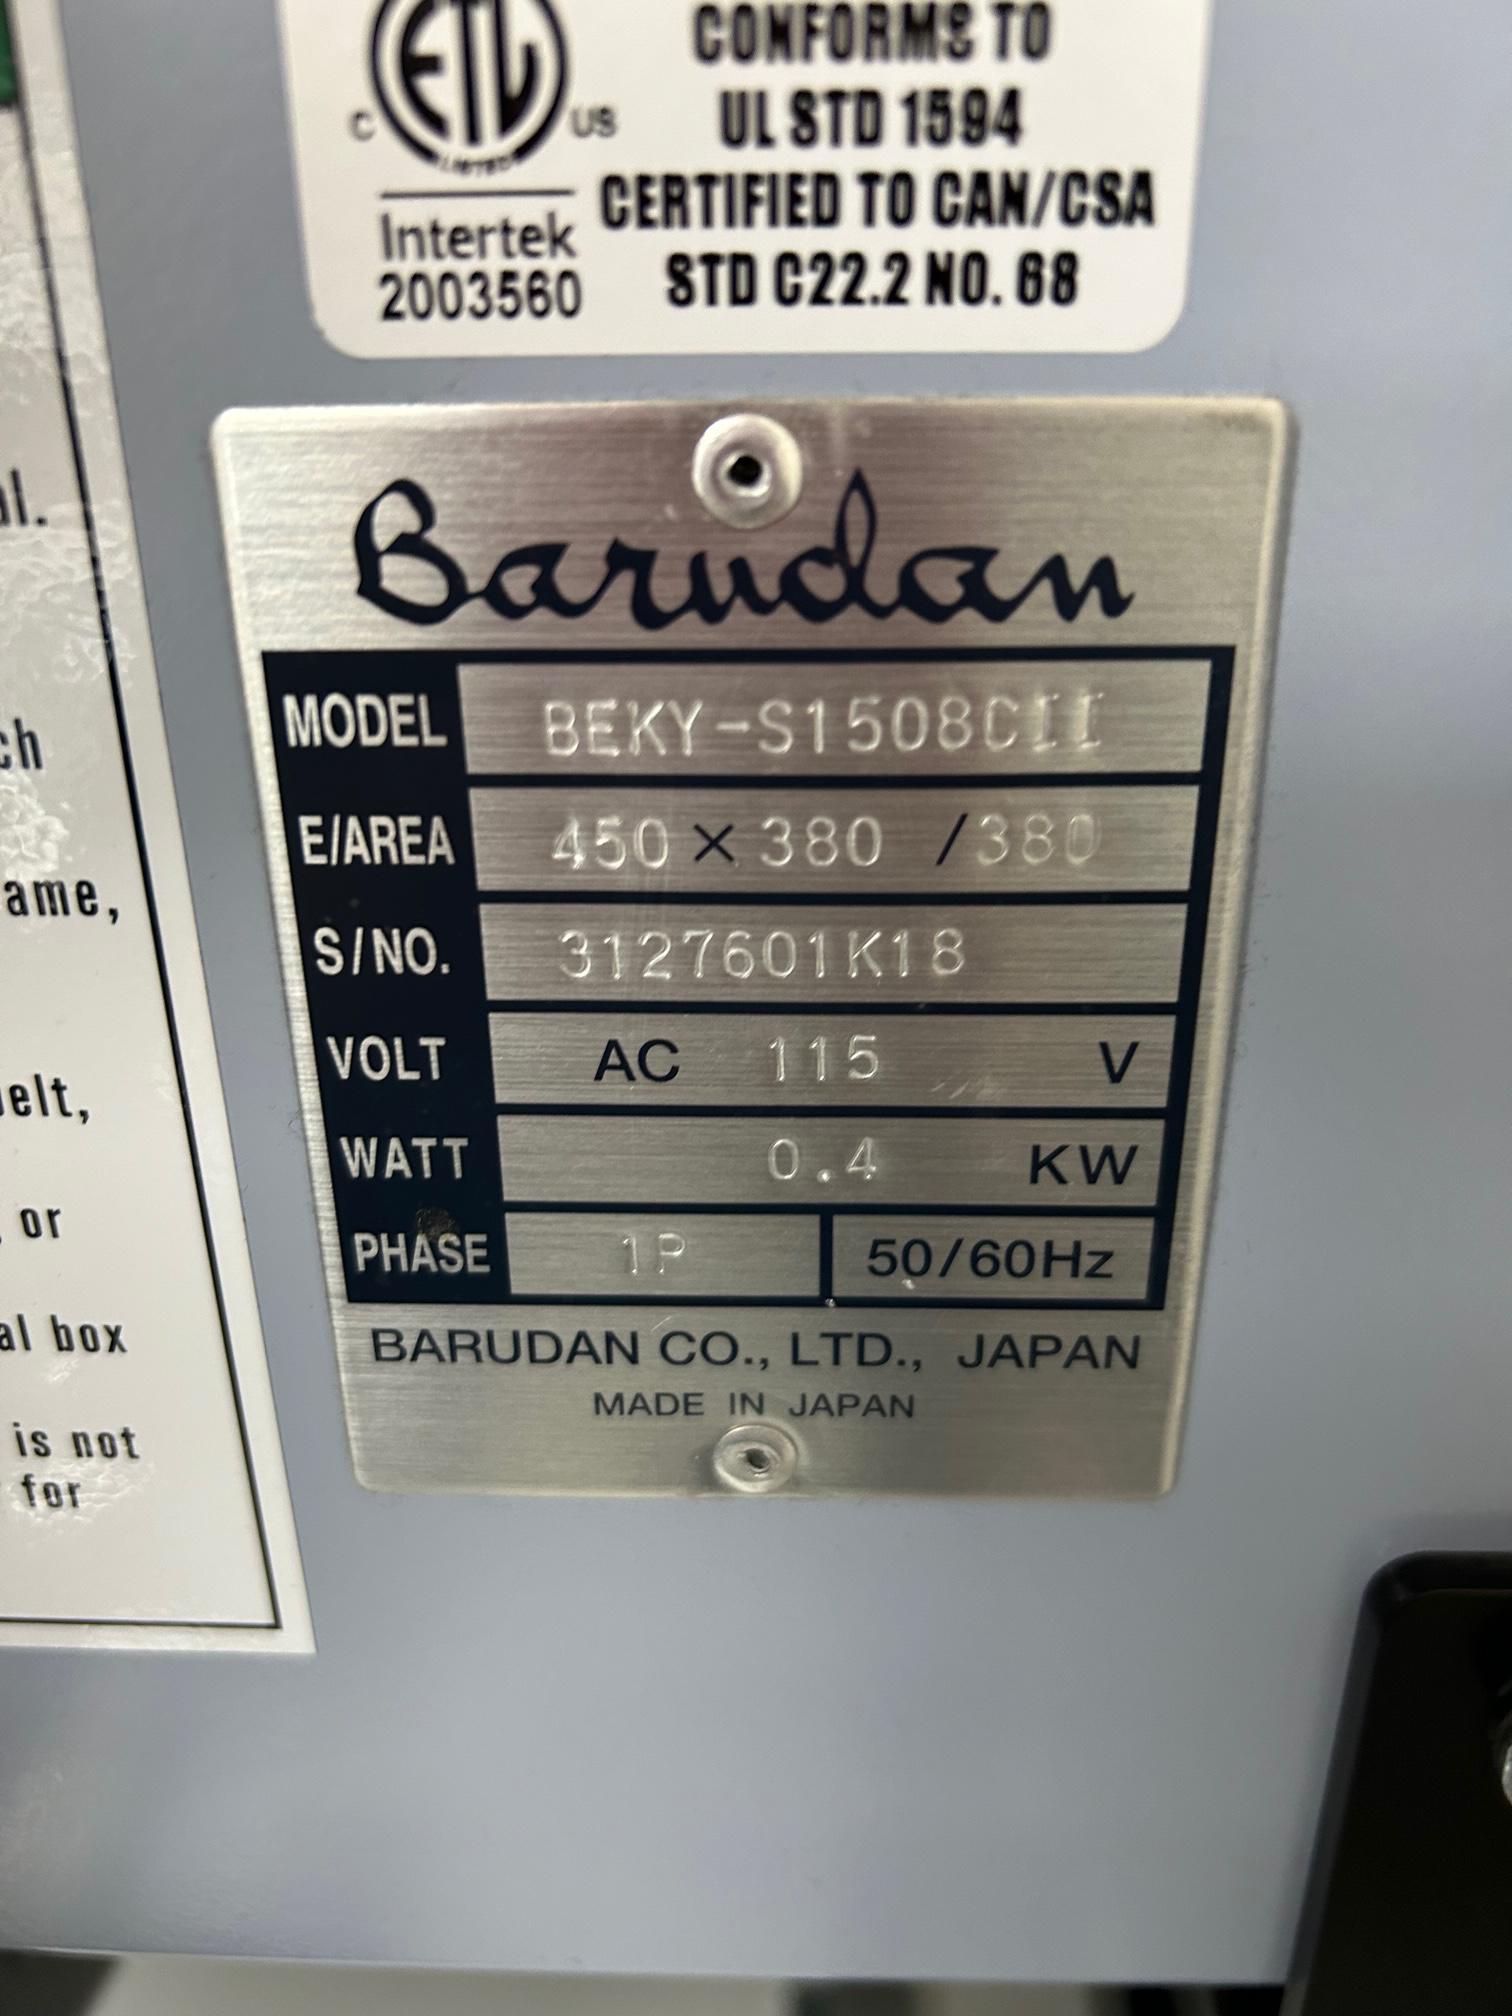 ETL
C
US
LISTED
Intertek
2003560
CONFORMS TO
UL STD 1594
CERTIFIED TO CAN/CSA
STD C22.2 NO. 68
al.
ch
ame,
elt,
or
al box
is not
for
Barudan
MODEL BEKY-S1508CII
E/AREA 450 × 380 / 380
S/NO. 3127601K18
VOLT AC 115 V
WATT 0.4 KW
PHASE 1P 50/60Hz
BARUDAN CO., LTD., JAPAN
MADE IN JAPAN